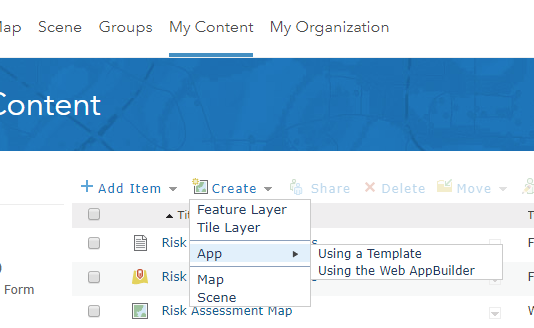 Map Scene Groups My Content My Organization
Content
Add Item Create Share Delete Move
Feature Layer
Tile Layer
App
Using a Template
Using the Web AppBuilder
Map
Scene
Ti
Risk s
Risk F
Form
Risk Assessment Map